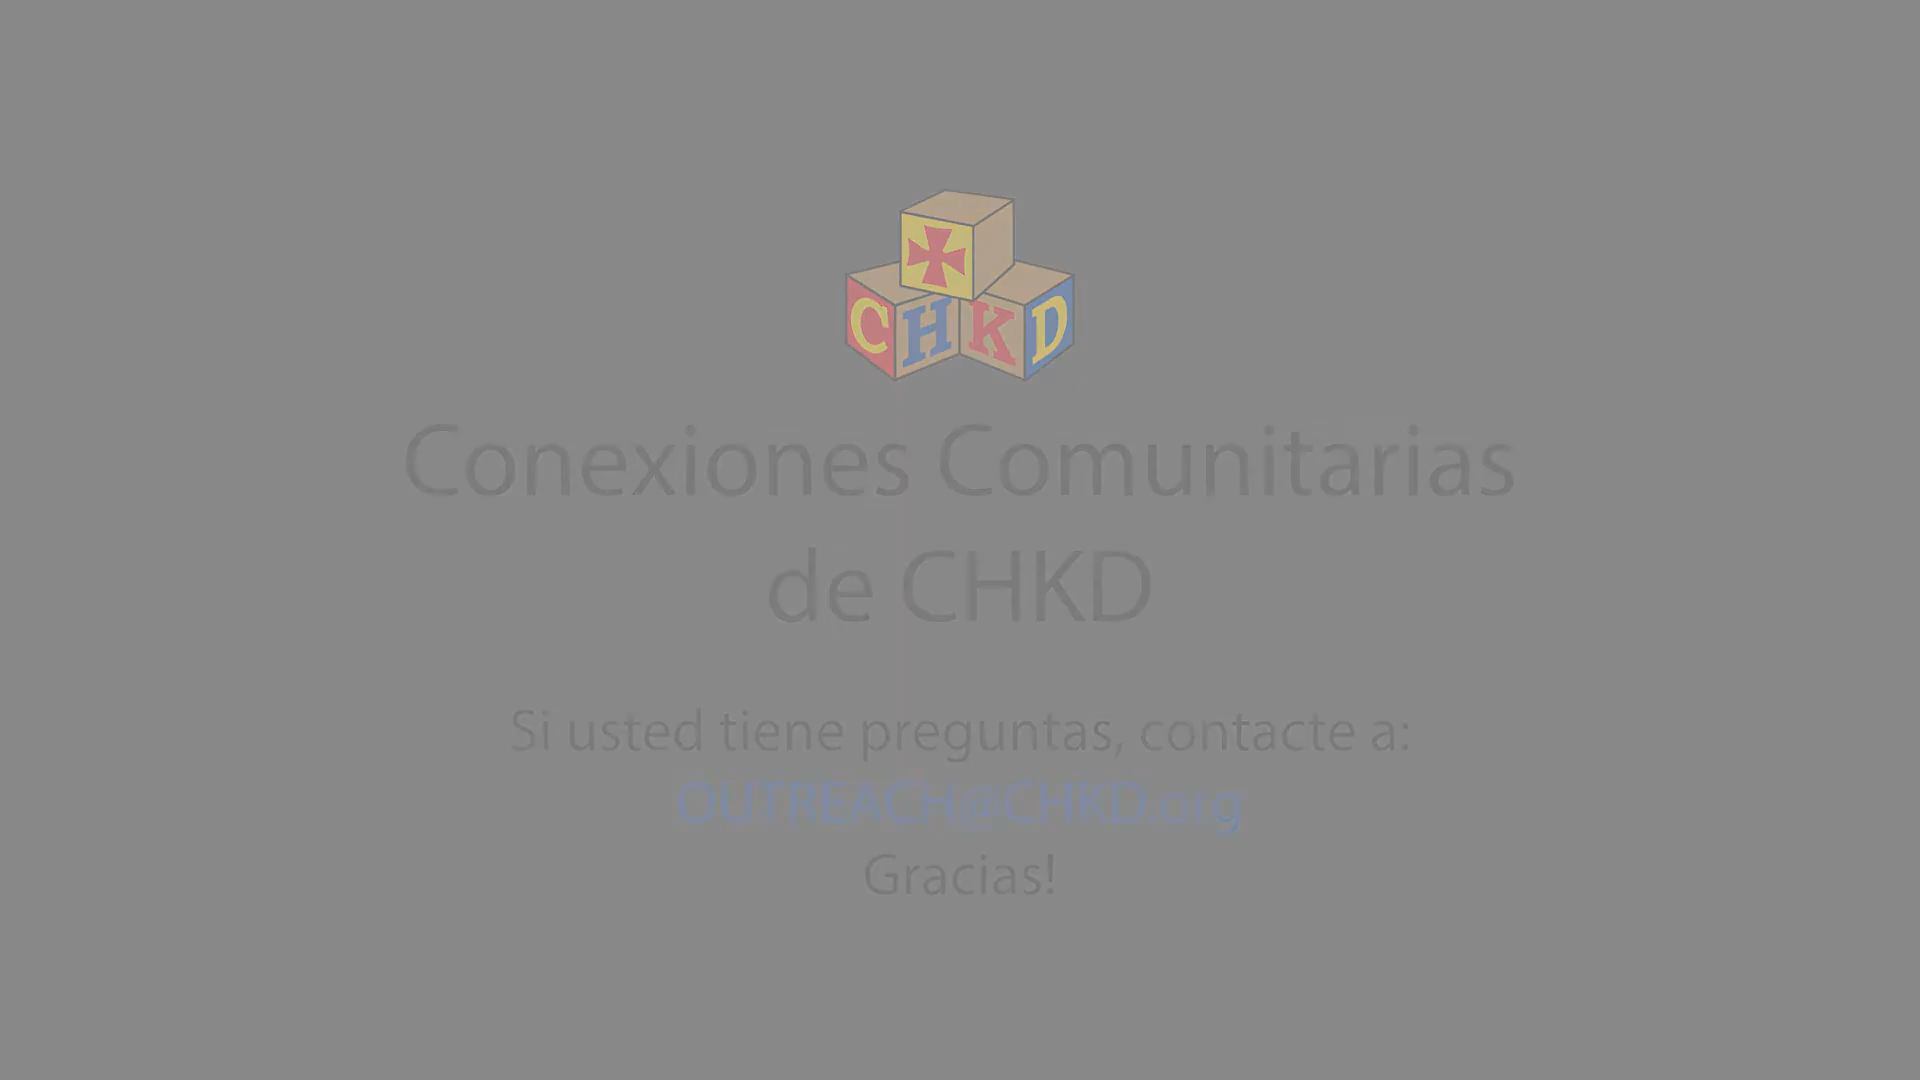 CHKD
Conexiones Comunitarias
de CHKD
Si usted tiene preguntas, contacte a:
OUTREACH@CHKD.org
Gracias!